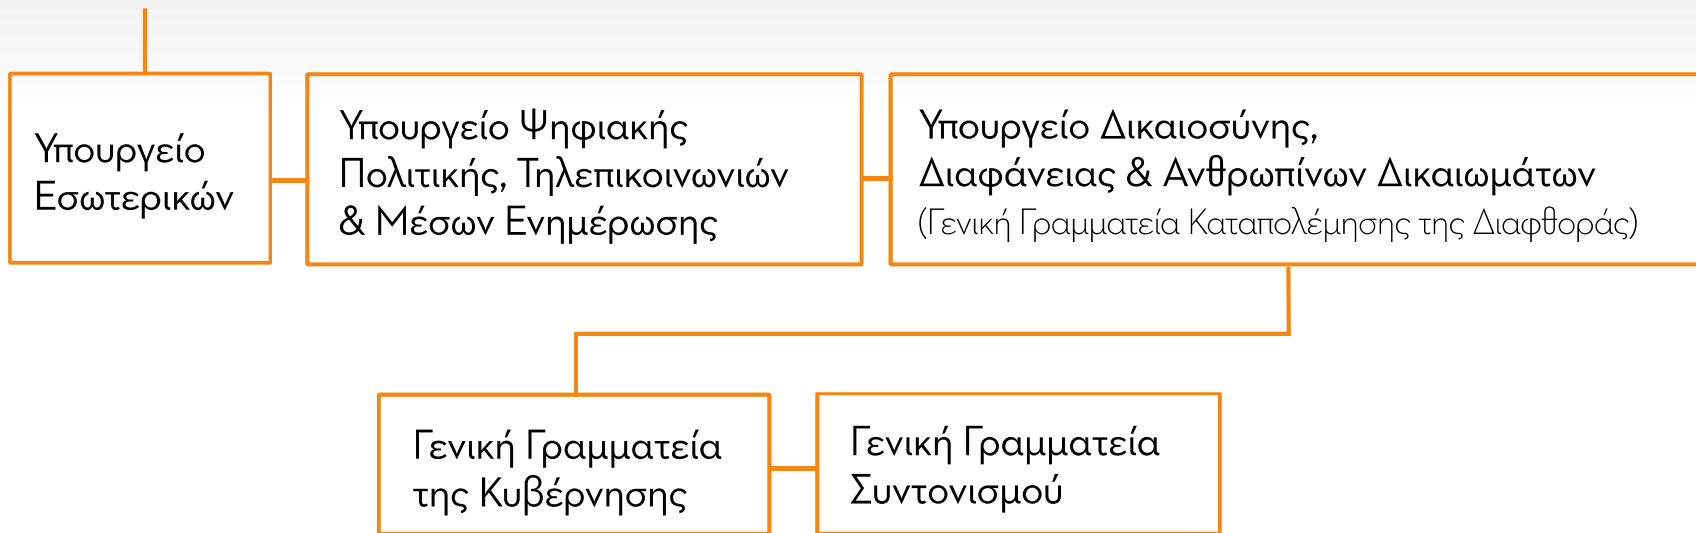 Υπουργείο
Εσωτερικών
Υπουργείο Ψηφιακής
Πολιτικής, Τηλεπικοινωνιών
& Μέσων Ενημέρωσης
Υπουργείο Δικαιοσύνης,
Διαφάνειας & Ανθρωπίνων Δικαιωμάτων
(Γενική Γραμματεία Καταπολέμησης της Διαφθοράς)
Γενική Γραμματεία
της Κυβέρνησης
Γενική Γραμματεία
Συντονισμού